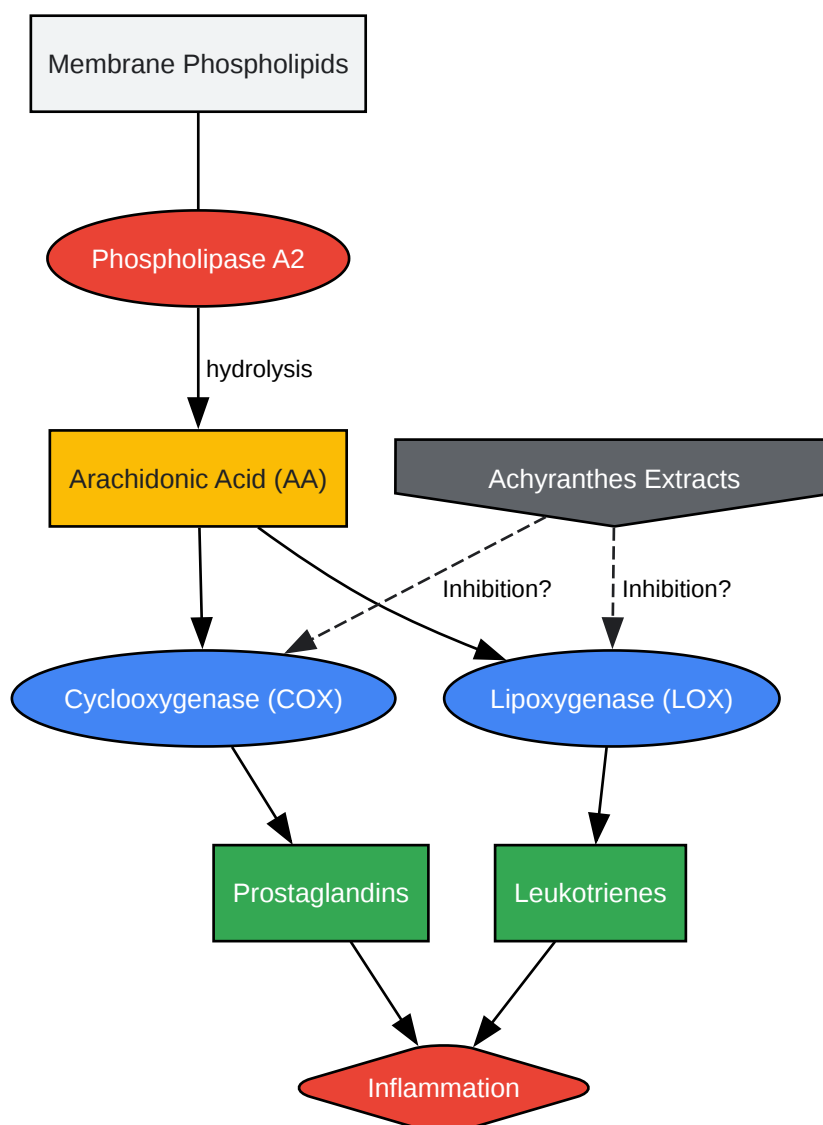 Membrane Phospholipids
Phospholipase A2
hydrolysis
Arachidonic Acid (AA)
Achyranthes Extracts
Inhibition?
Inhibition?
Cyclooxygenase (COX)
Lipoxygenase (LOX)
Prostaglandins
Leukotrienes
Inflammation